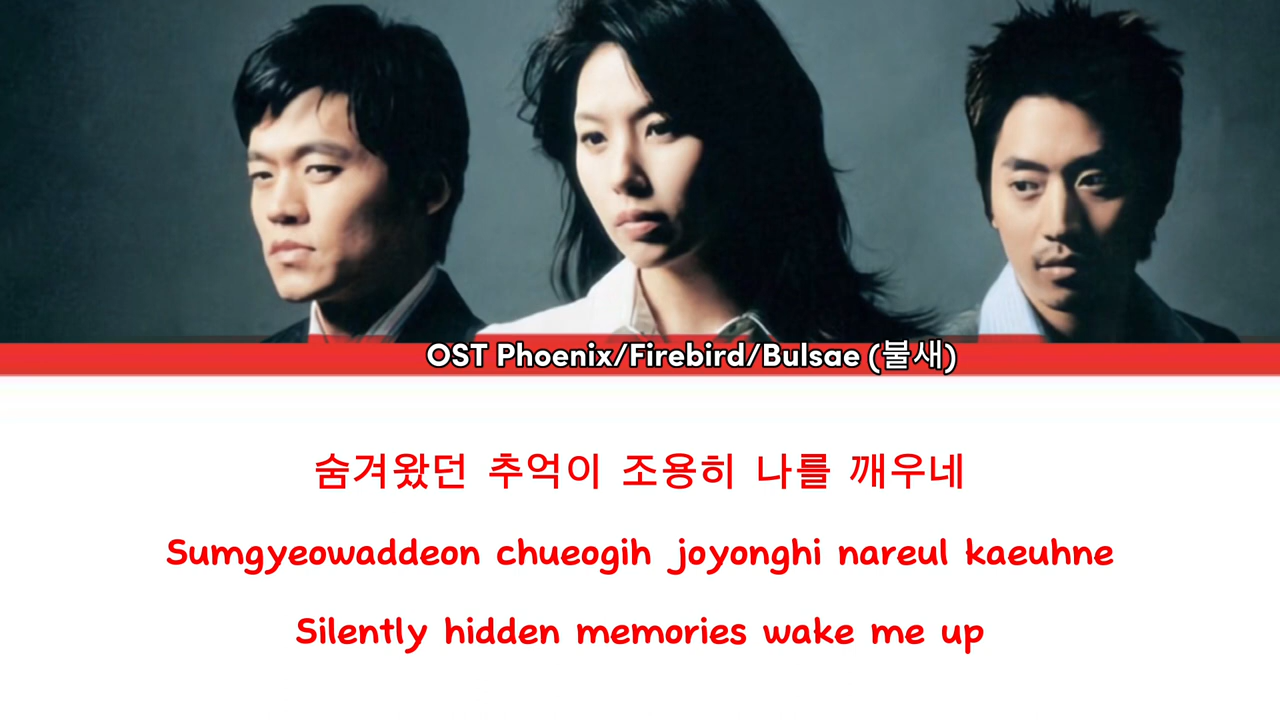 OST Phoenix/Firebird/Bulsae (불새)
숨겨왔던 추억이 조용히 나를 깨우네
Sumgyeowaddeon chueogih joyonghi nareul kaeuhne
Silently hidden memories wake me up